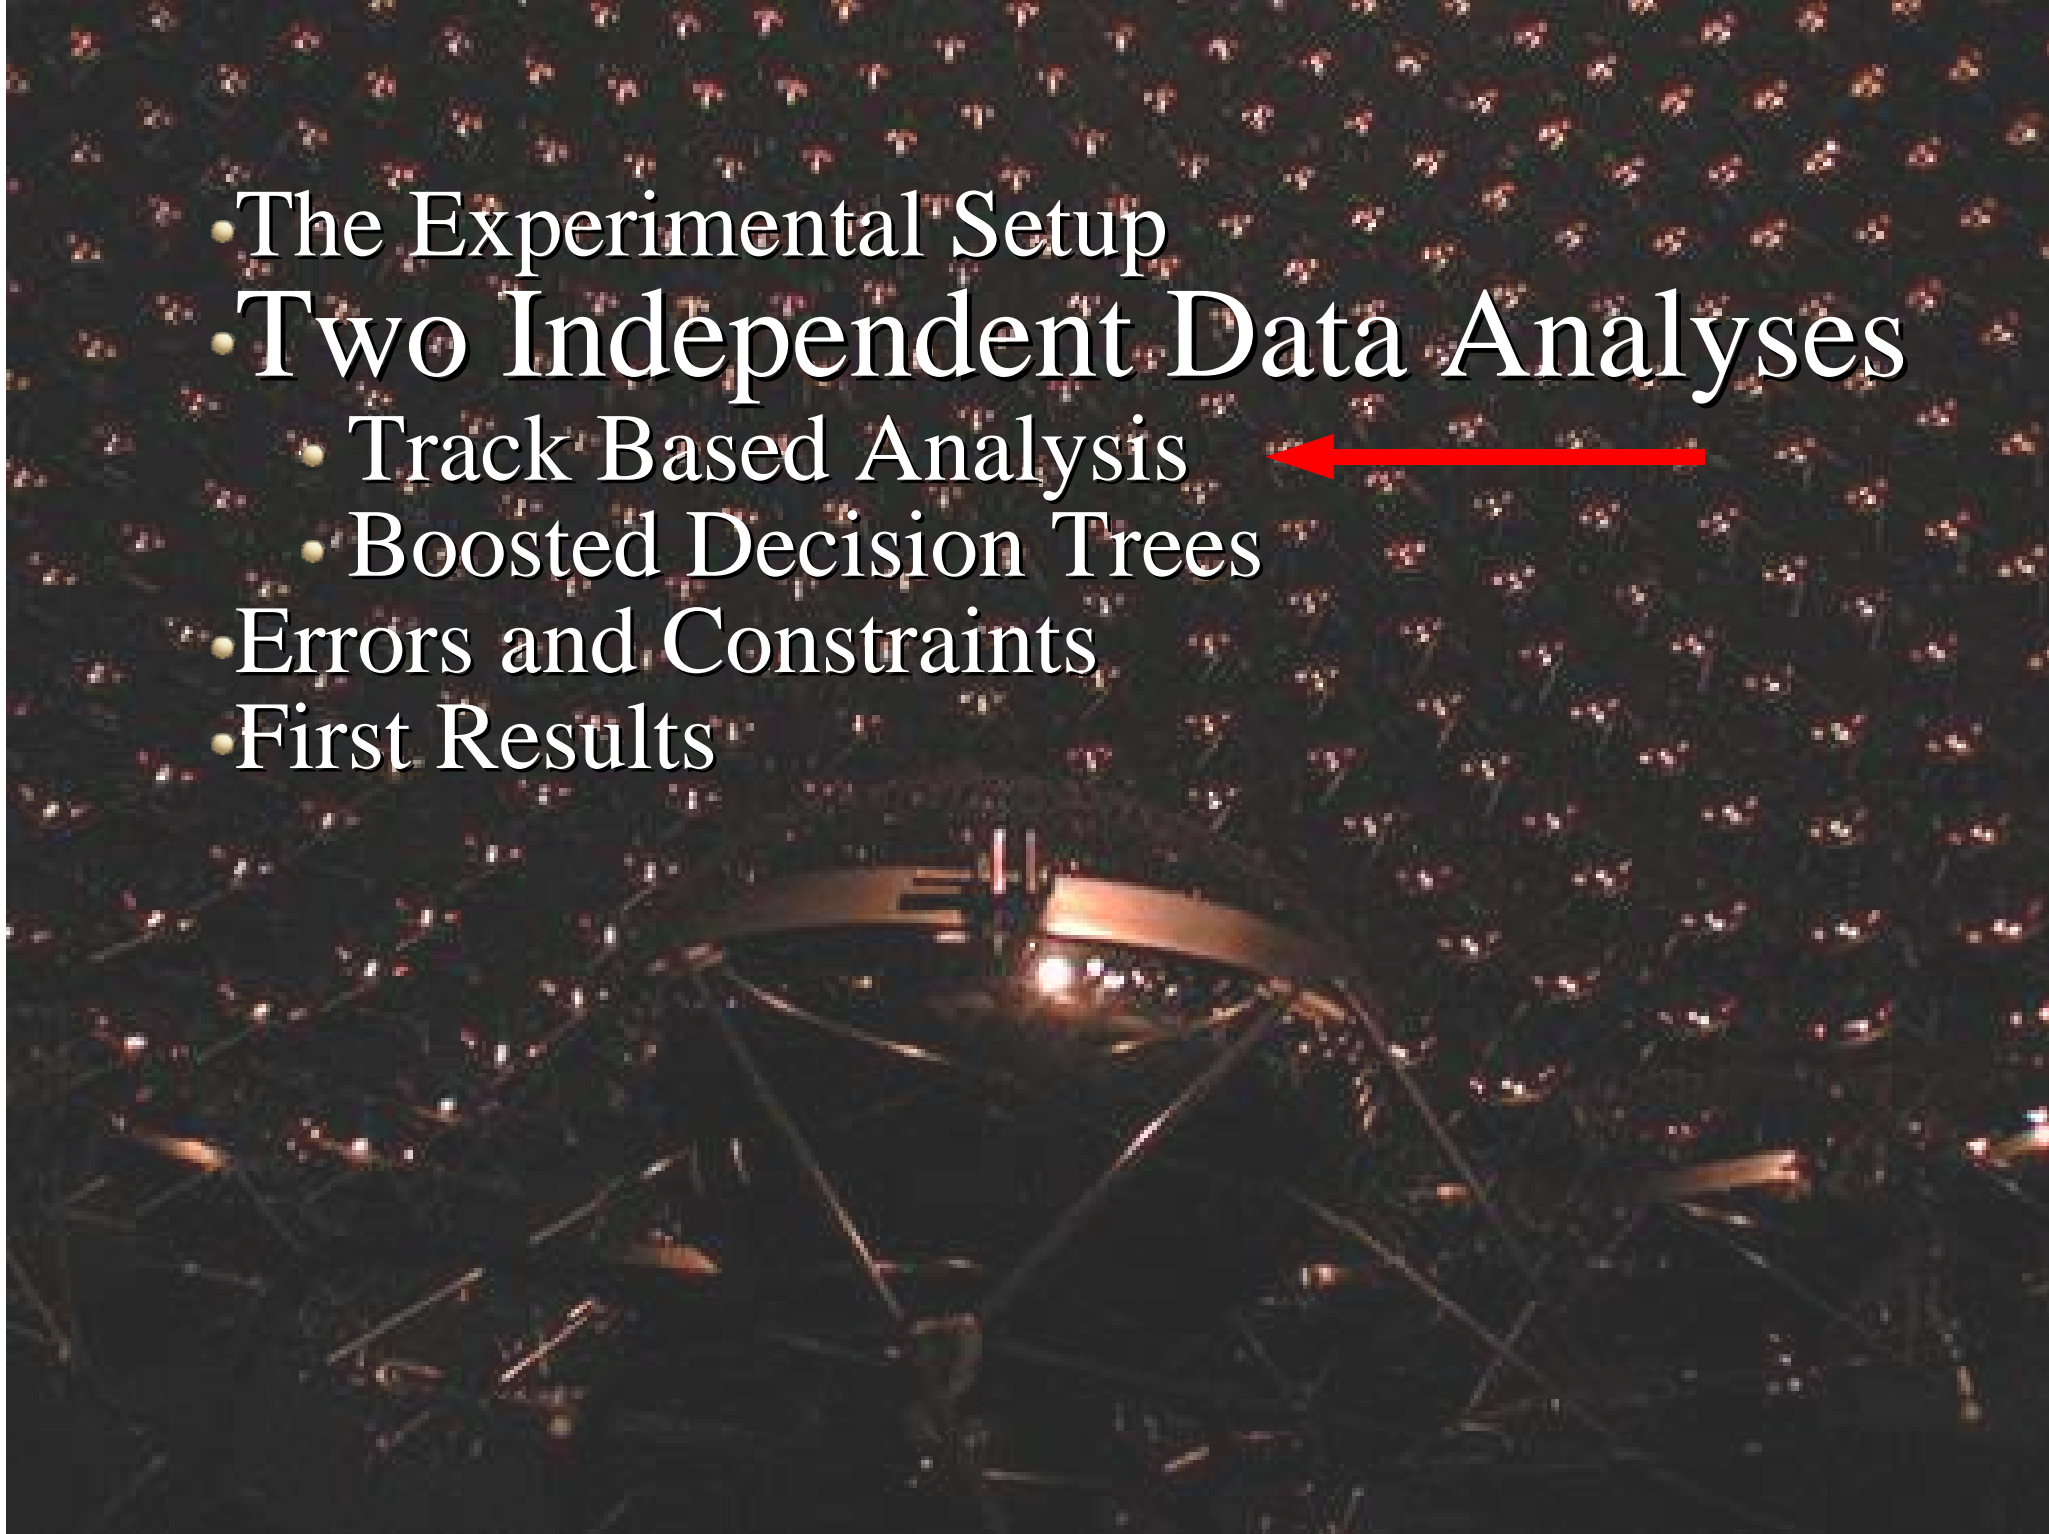 The Experimental Setup
Two Independent Data Analyses
Track Based Analysis
Boosted Decision Trees
Errors and Constraints
First Results